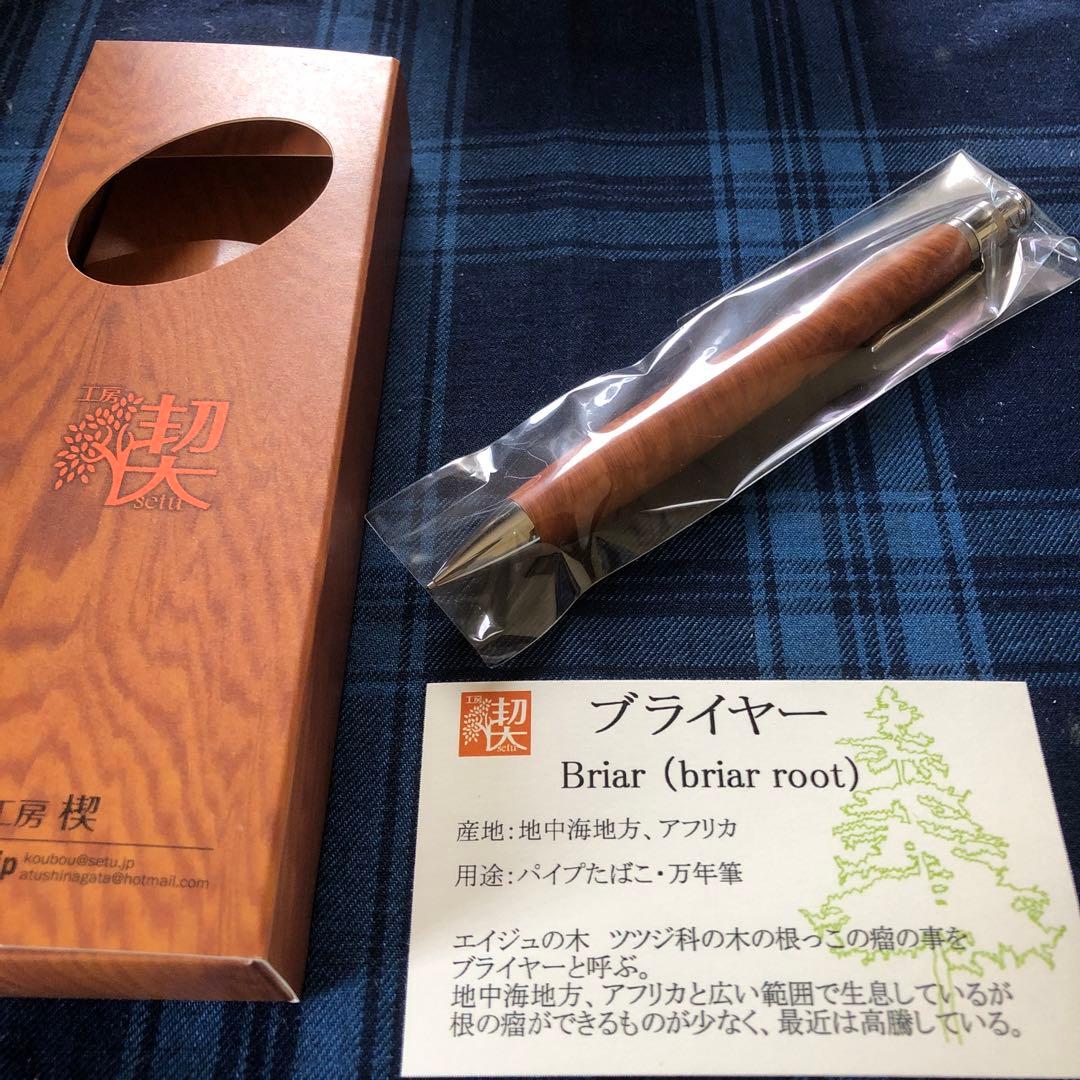 工房
楔
setu
工房 楔
jp
koubou@setu.jp
atushinagata@hotmail.com
工房
楔
setu
ブライヤー
Briar (briar root)
産地:地中海地方、アフリカ
用途:パイプたばこ・万年筆
エイジュの木 ツツジ科の木の根っこの瘤の事を
ブライヤーと呼ぶ。
地中海地方、アフリカと広い範囲で生息しているが
根の瘤ができるものが少なく、最近は高騰している。